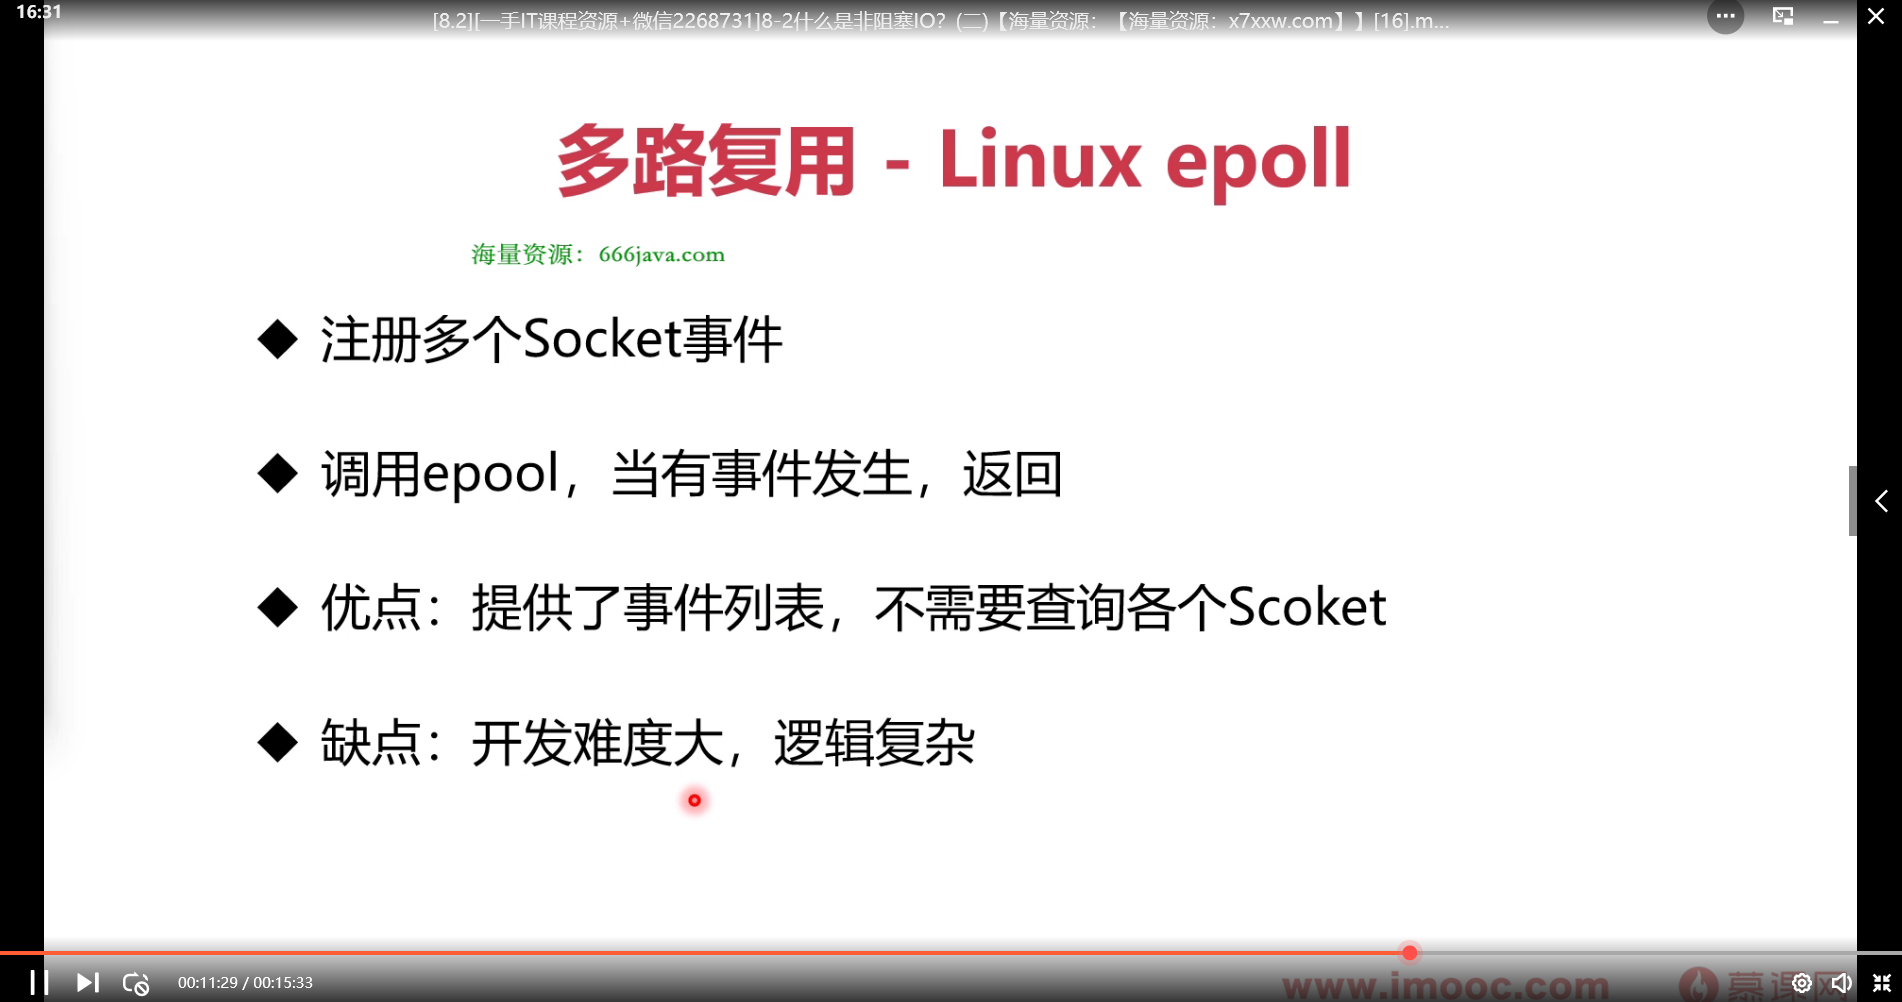 16:31
[8.2][一手IT课程资源+微信2268731]8-2什么是非阻塞IO？(二)【海量资源：【海量资源：x7xxw.com】】[16].m...
多路复用 - Linux epoll
海量资源：666java.com
◆ 注册多个Socket事件
◆ 调用epool，当有事件发生，返回
◆ 优点：提供了事件列表，不需要查询各个Scoket
◆ 缺点：开发难度大，逻辑复杂
00:11:29 / 00:15:33
www.imooc.com 慕课网